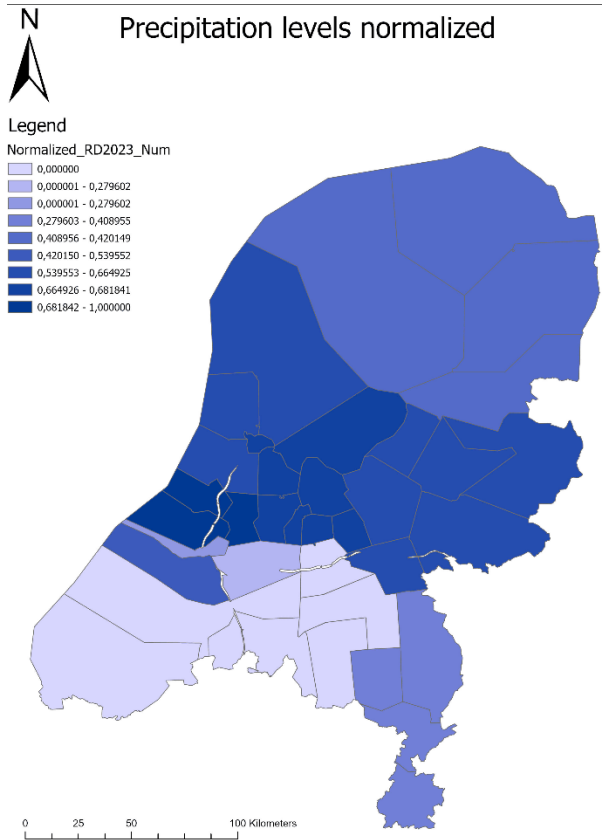 N
Precipitation levels normalized
Legend
Normalized_RD2023_Num
0,000000
0,000001 - 0,279602
0,000001 - 0,279602
0,279603 - 0,408955
0,408956 - 0,420149
0,420150 - 0,539552
0,539553 - 0,664925
0,664926 - 0,681841
0,681842 - 1,000000
0 25 50 100 Kilometers